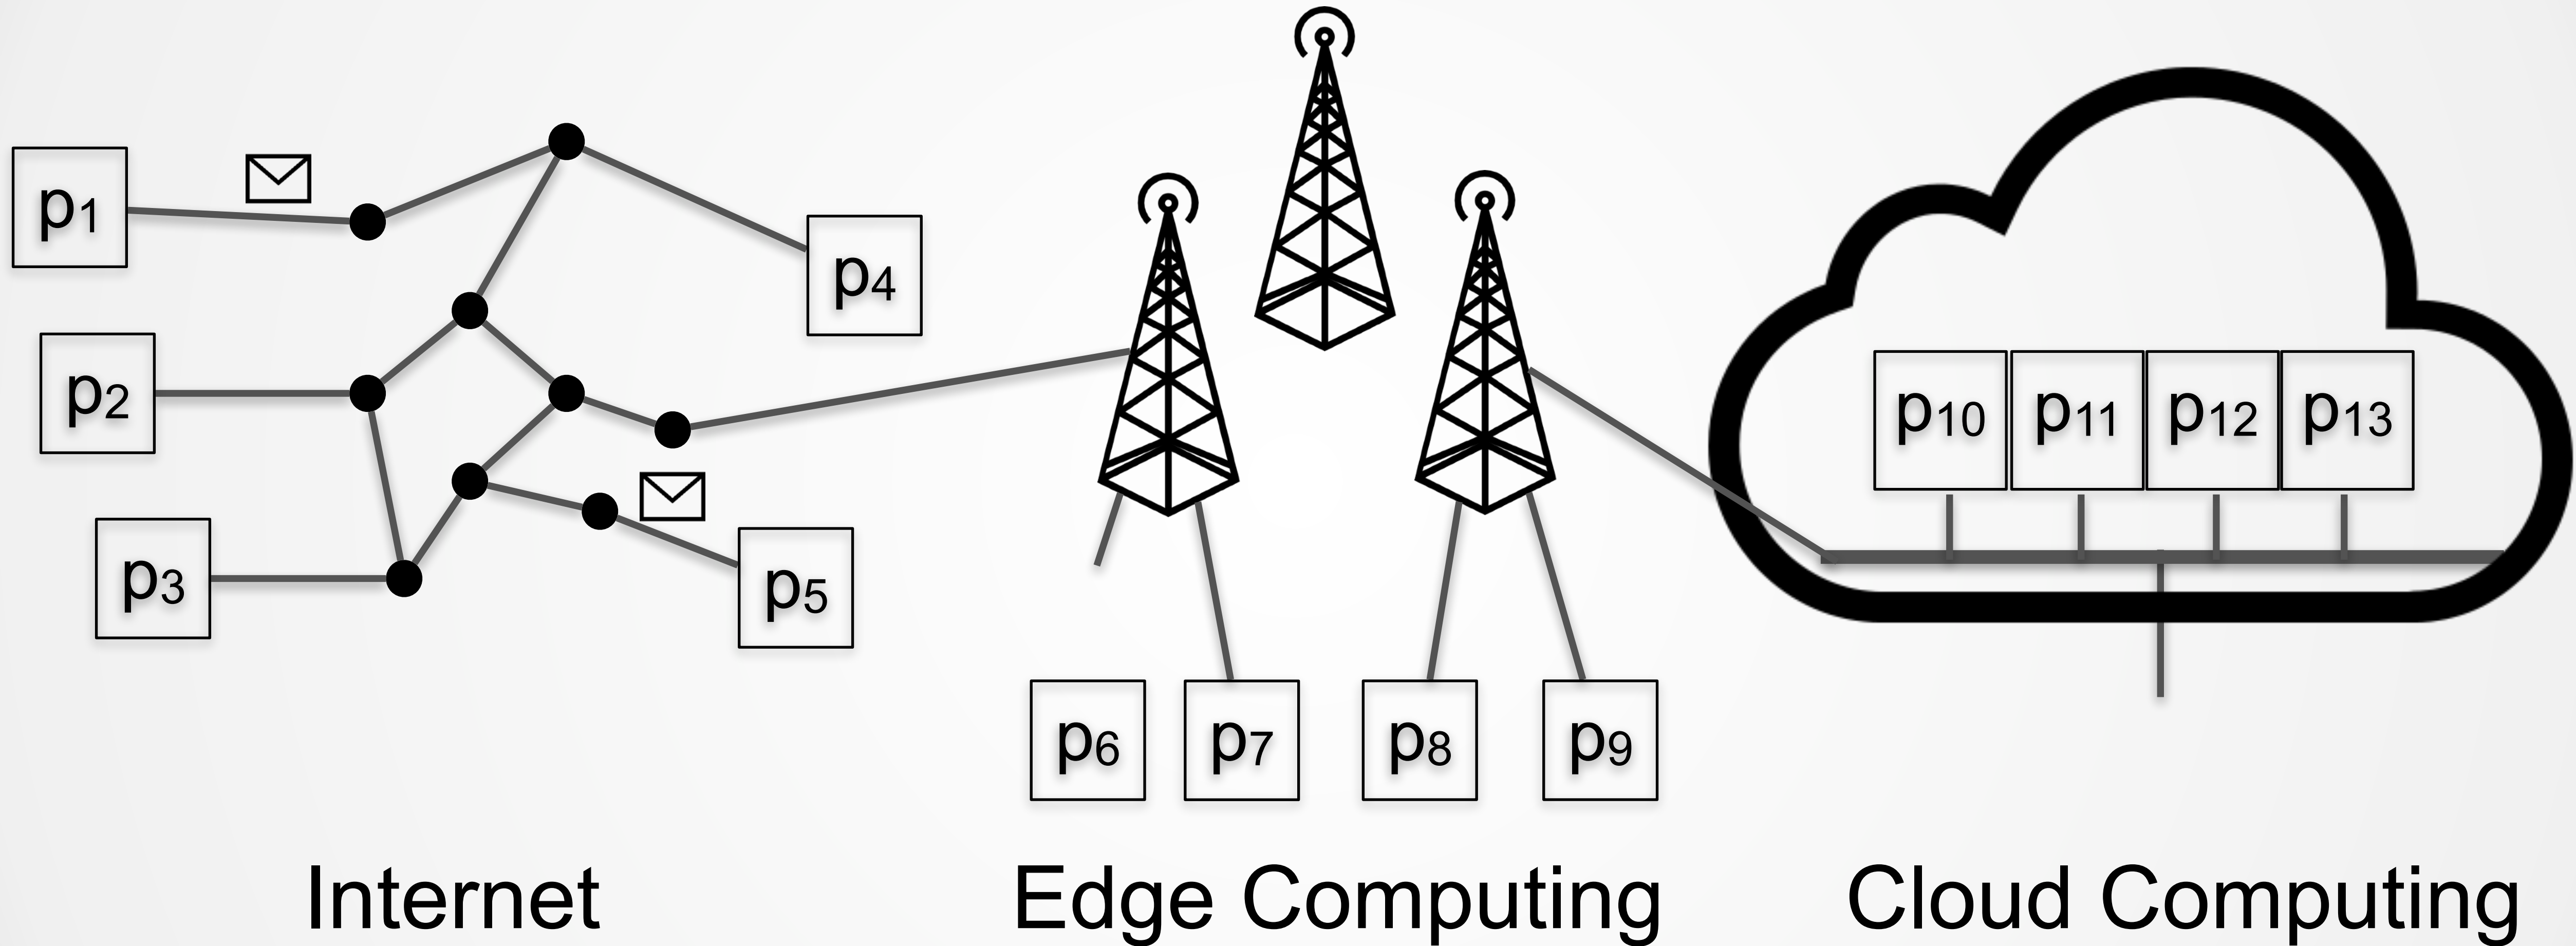 p1
p2
p3
p4
p5
p6
p7
p8
p9
p10
p11
p12
p13
Internet
Edge Computing
Cloud Computing